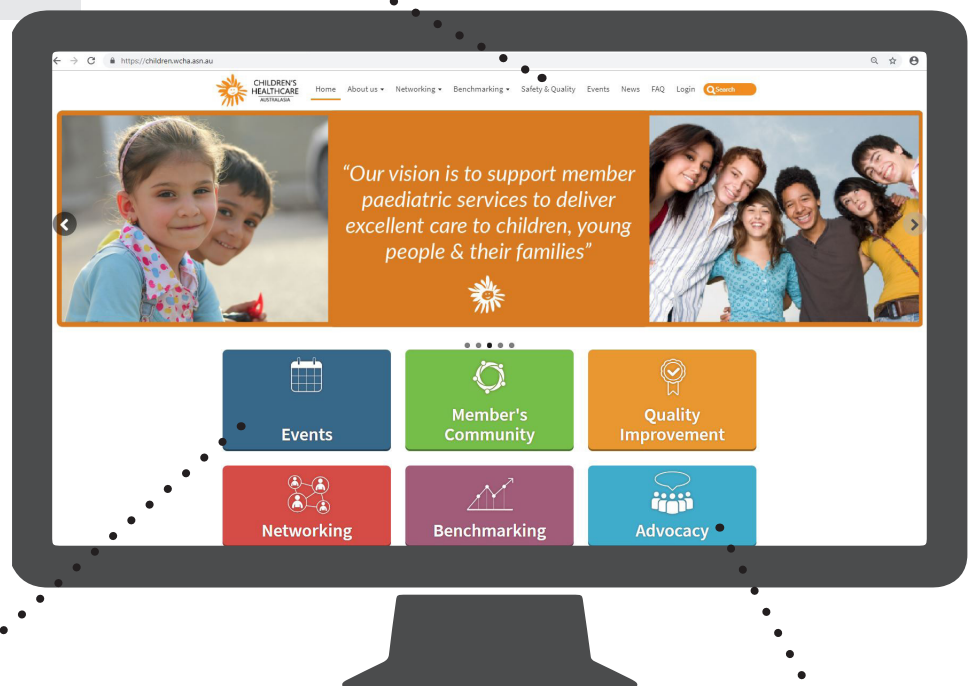 https://children.wcha.asn.au
CHILDREN'S
HEALTHCARE
AUSTRALASIA
Home About us Networking Benchmarking Safety & Quality Events News FAQ Login Search
“Our vision is to support member
paediatric services to deliver
excellent care to children, young
people & their families”
Events
Member's
Community
Quality
Improvement
Networking
Benchmarking
Advocacy